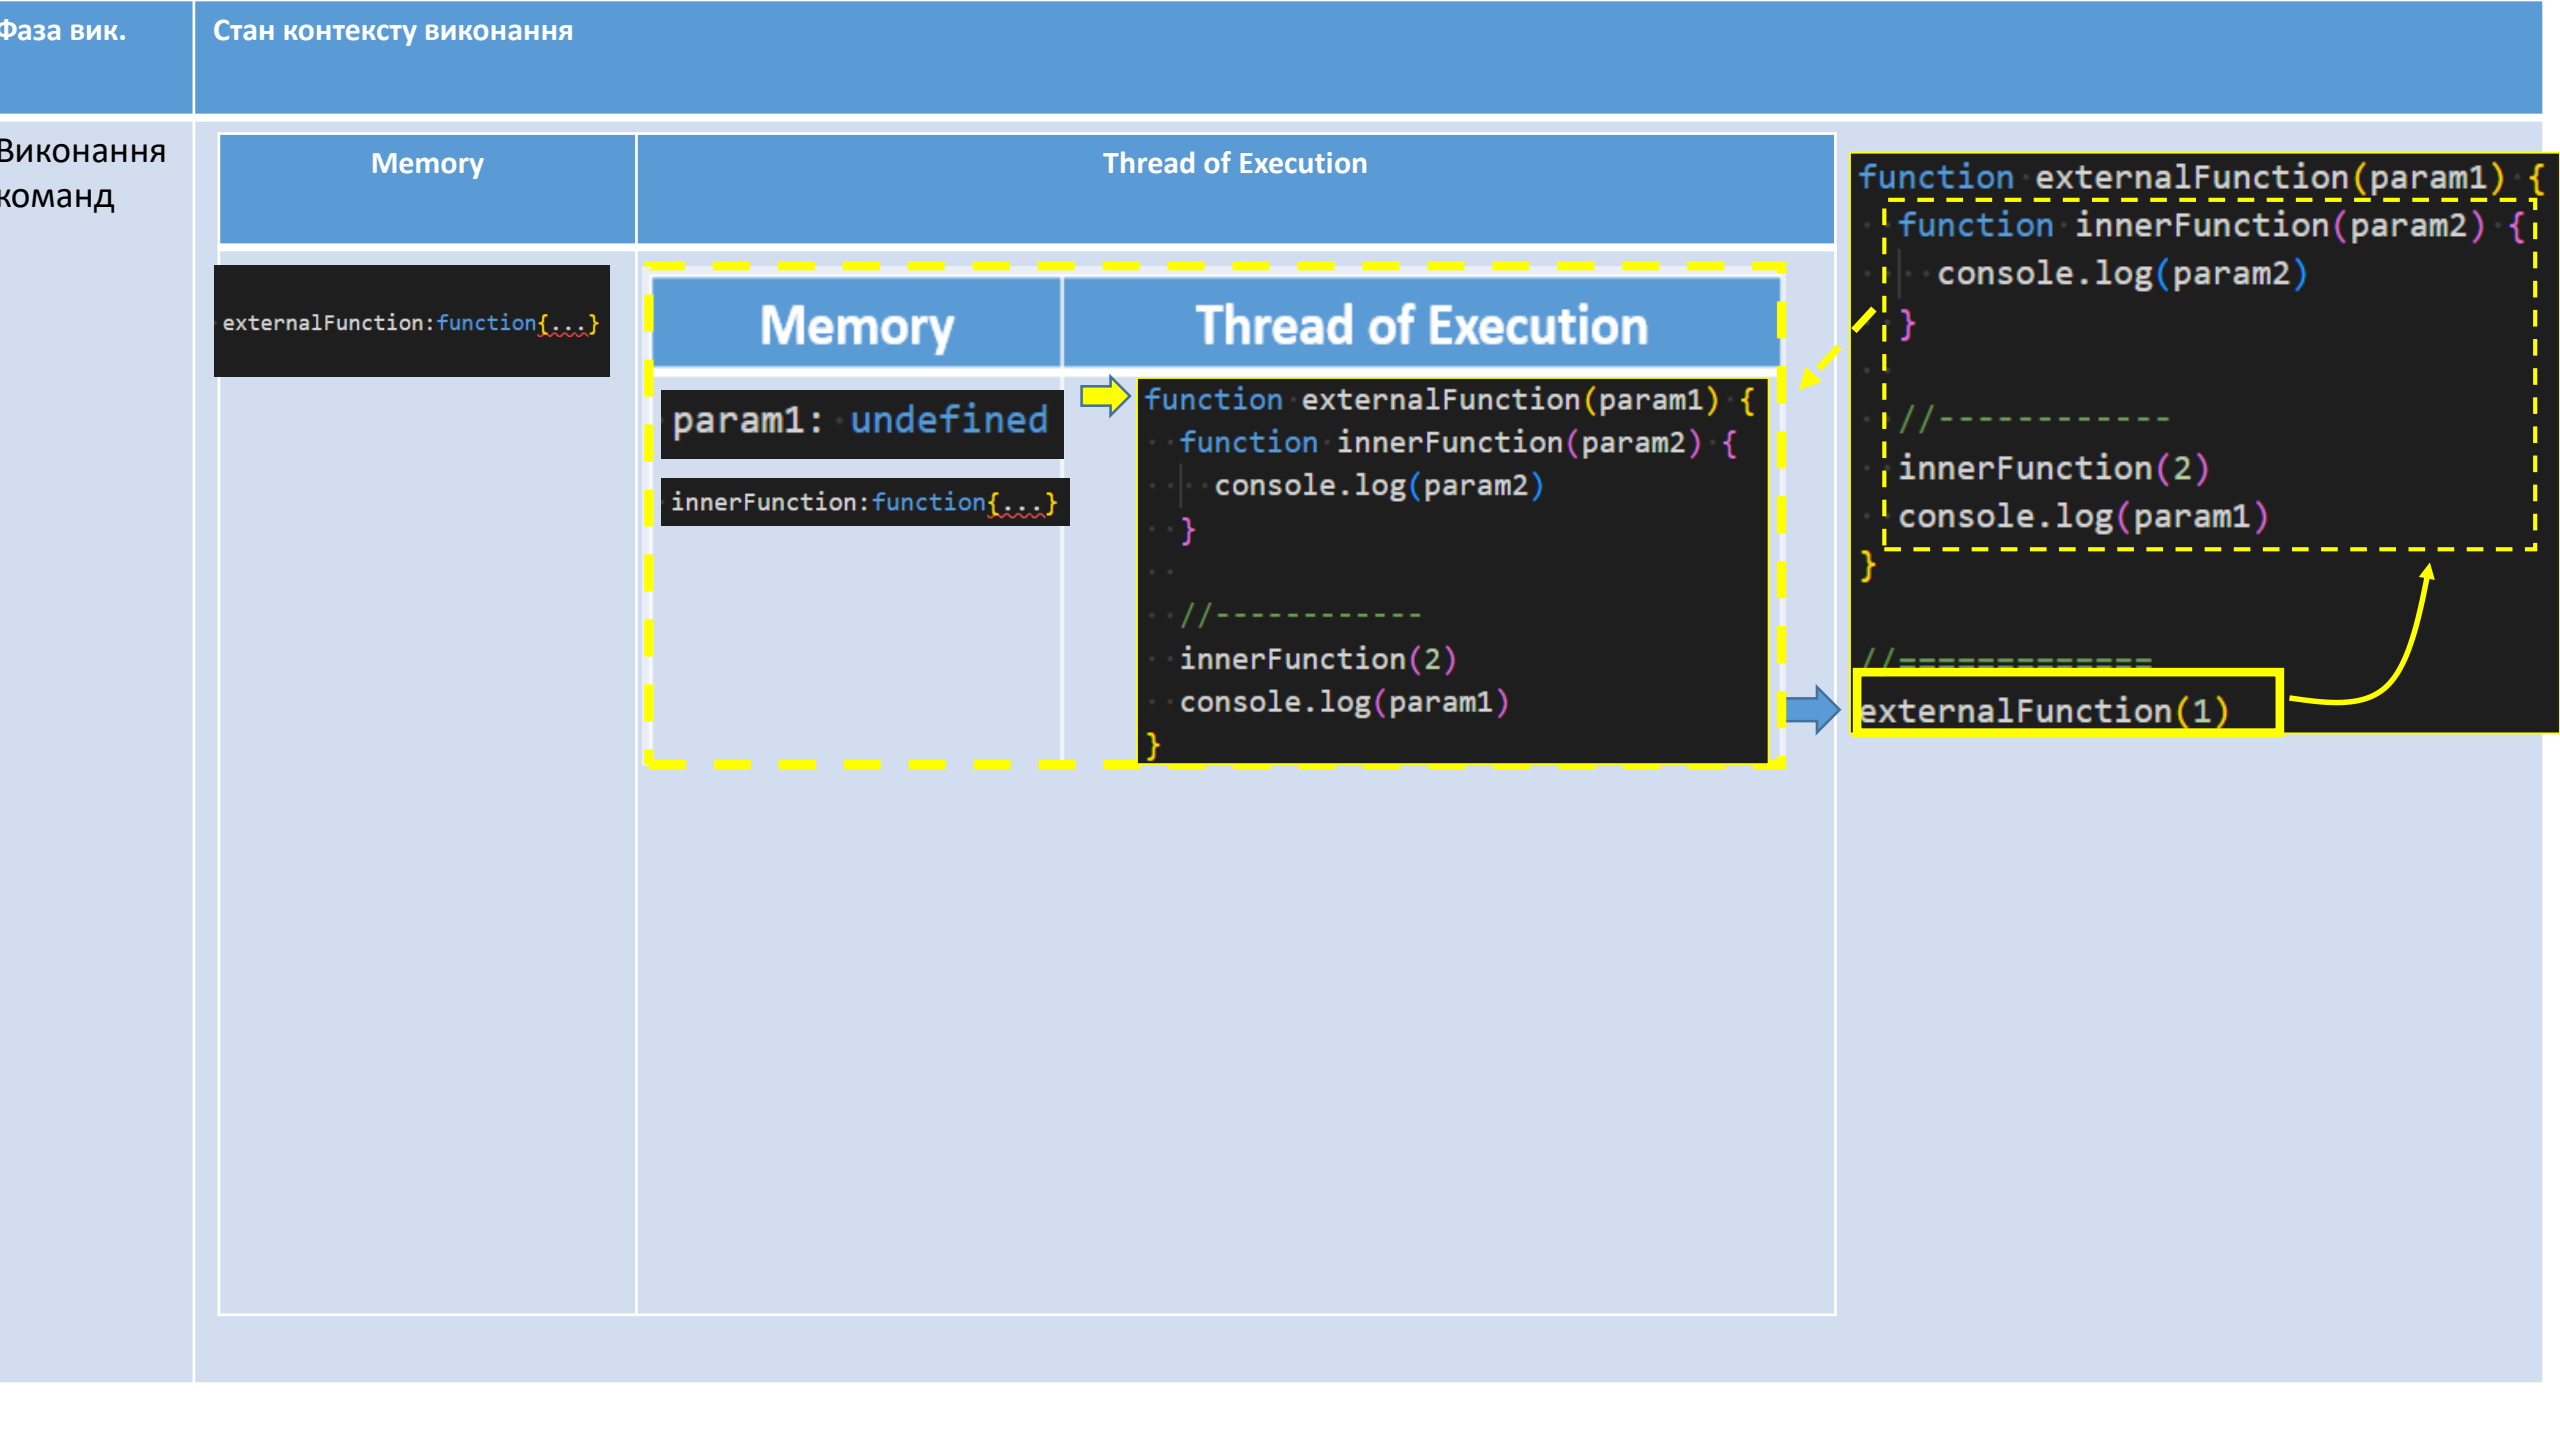 Фаза вик.
Стан контексту виконання
Виконання
команд
Memory
Thread of Execution
externalFunction:function{...}
Memory
Thread of Execution
param1: undefined
innerFunction:function{...}
function externalFunction(param1) {
function innerFunction(param2) {
console.log(param2)
}
//------------
innerFunction(2)
console.log(param1)
}
function externalFunction(param1) {
function innerFunction(param2) {
console.log(param2)
}
//------------
innerFunction(2)
console.log(param1)
}
//=============
externalFunction(1)